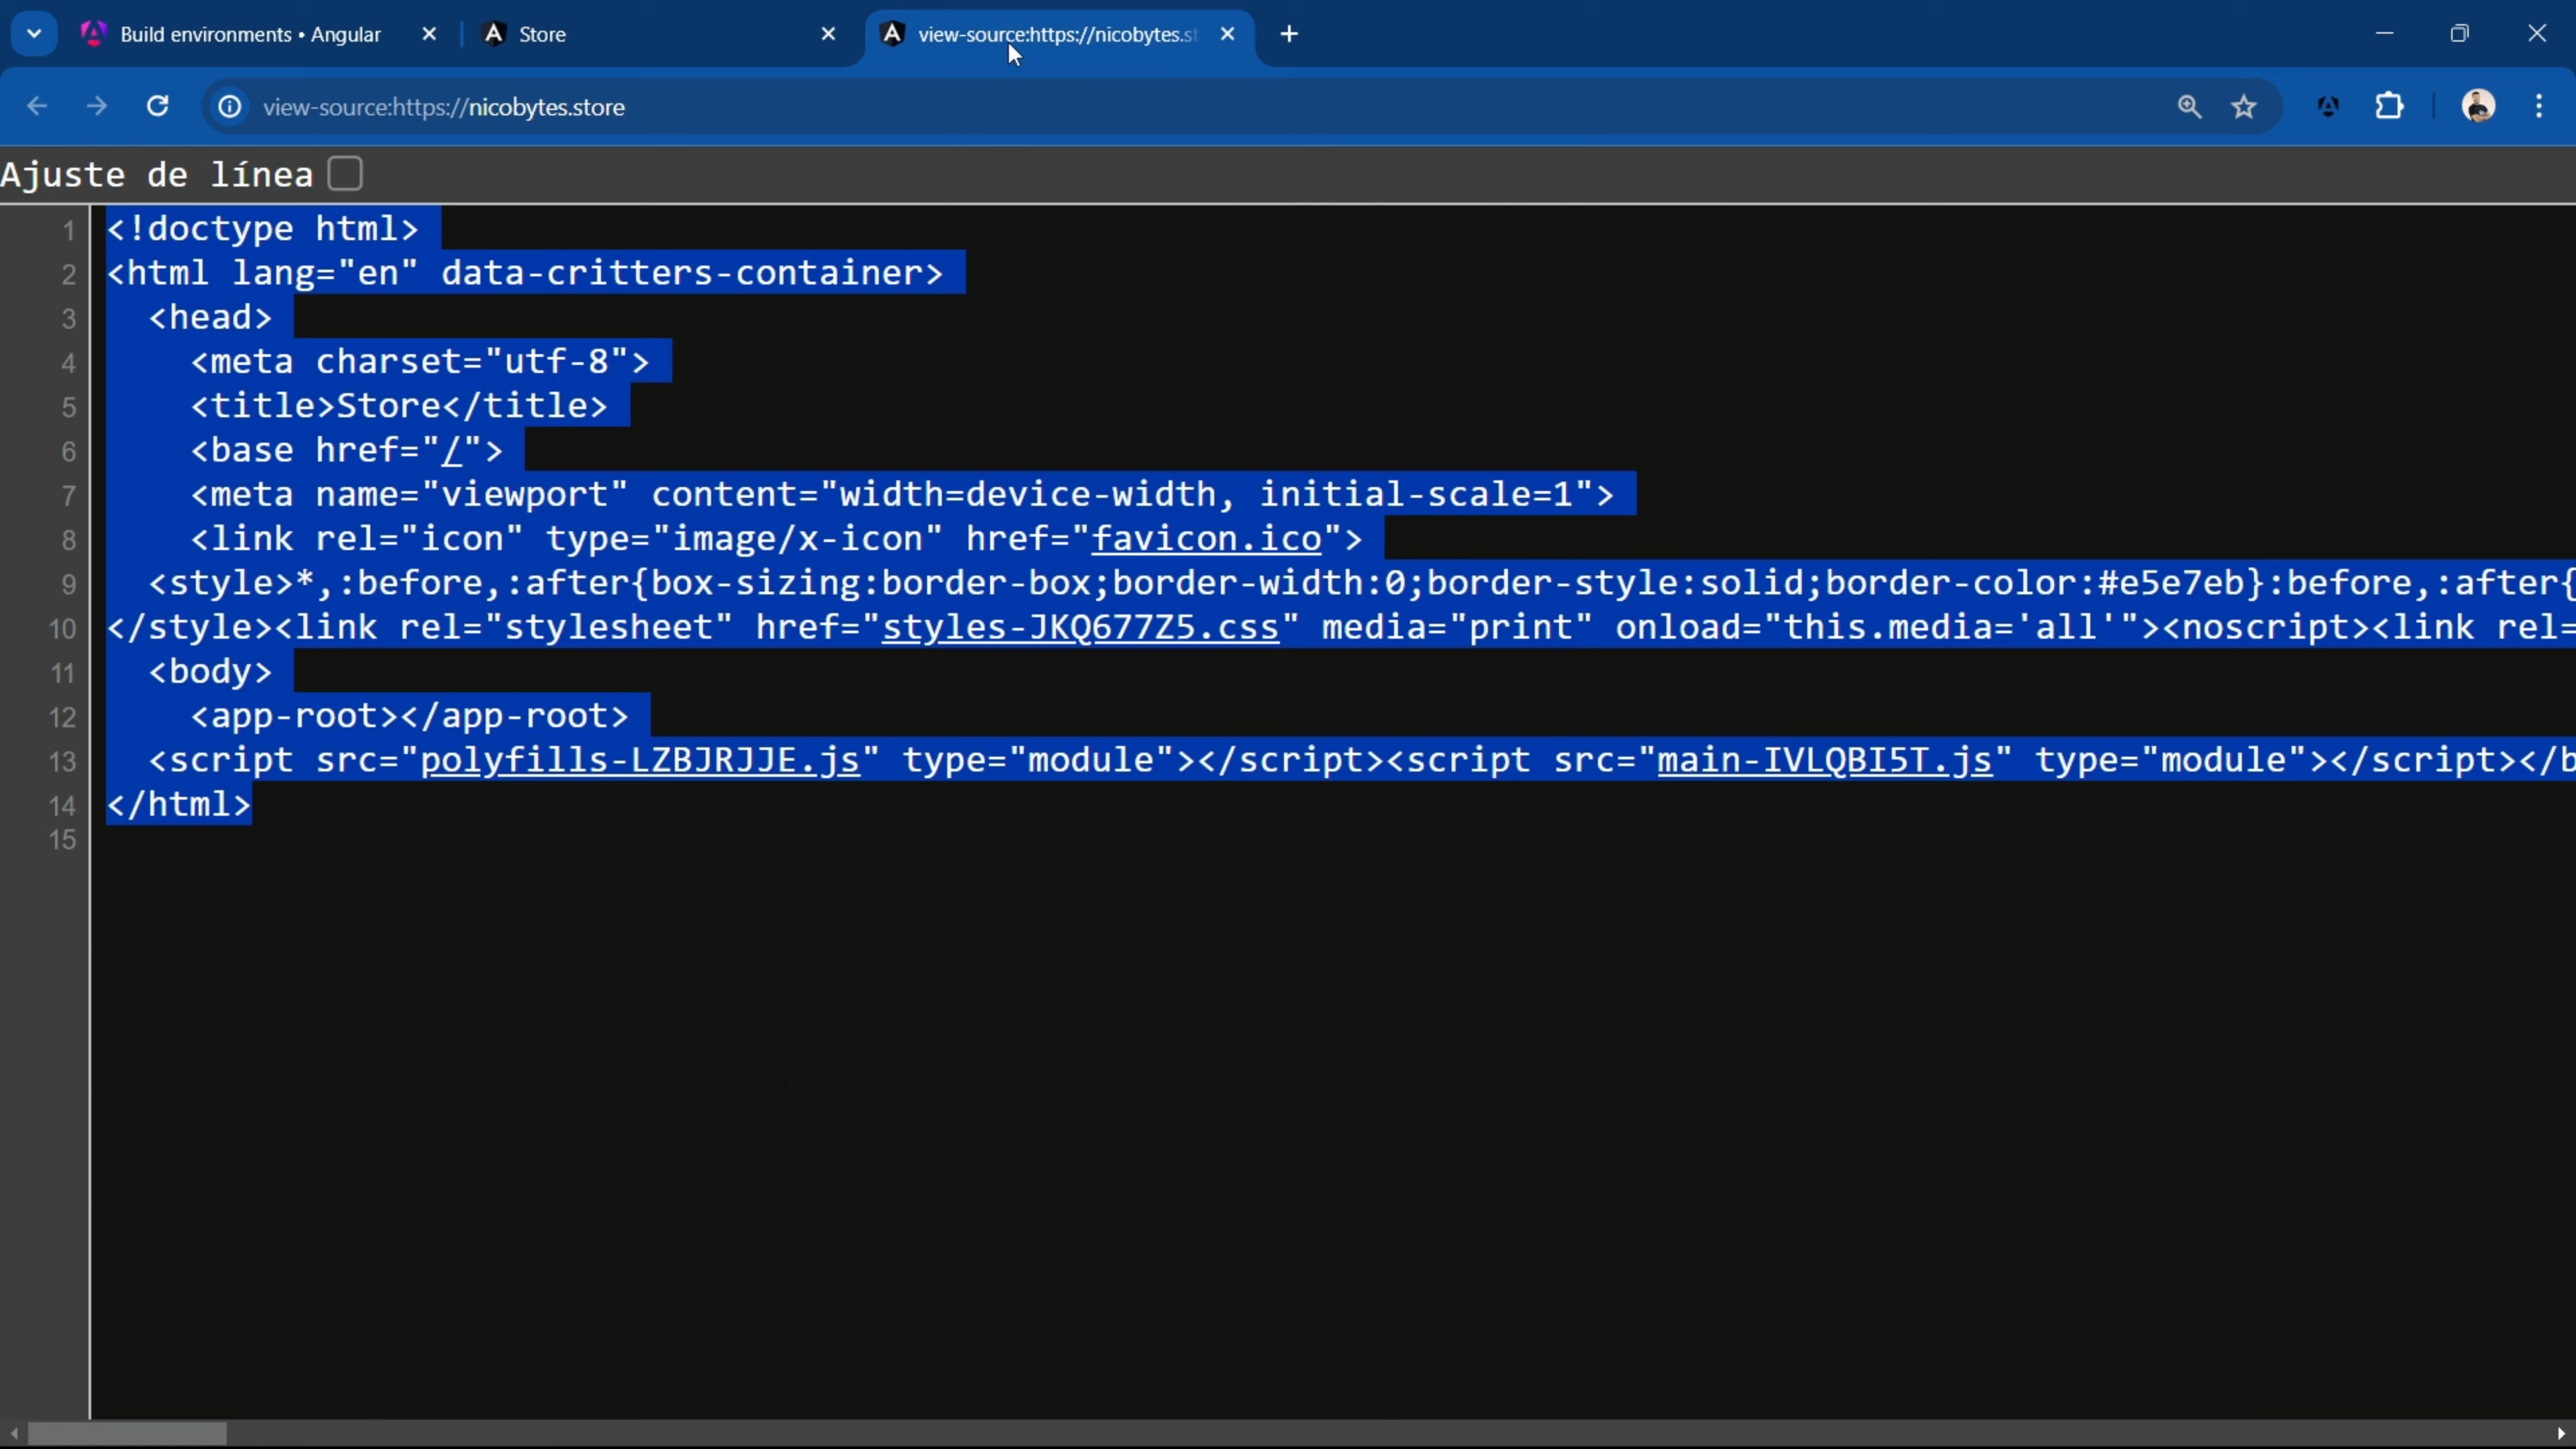 Build environments • Angular
Store
view-source:https://nicobytes.st
view-source:https://nicobytes.store
Ajuste de línea
1 <!doctype html>
2 <html lang="en" data-critters-container>
3 <head>
4 <meta charset="utf-8">
5 <title>Store</title>
6 <base href="/">
7 <meta name="viewport" content="width=device-width, initial-scale=1">
8 <link rel="icon" type="image/x-icon" href="favicon.ico">
9 <style>*,:before,:after{box-sizing:border-box;border-width:0;border-style:solid;border-color:#e5e7eb}:before,:after{
10 </style><link rel="stylesheet" href="styles-JKQ677Z5.css" media="print" onload="this.media='all'"><noscript><link rel=
11 <body>
12 <app-root></app-root>
13 <script src="polyfills-LZBJRJJE.js" type="module"></script><script src="main-IVLQBI5T.js" type="module"></script></b
14 </html>
15